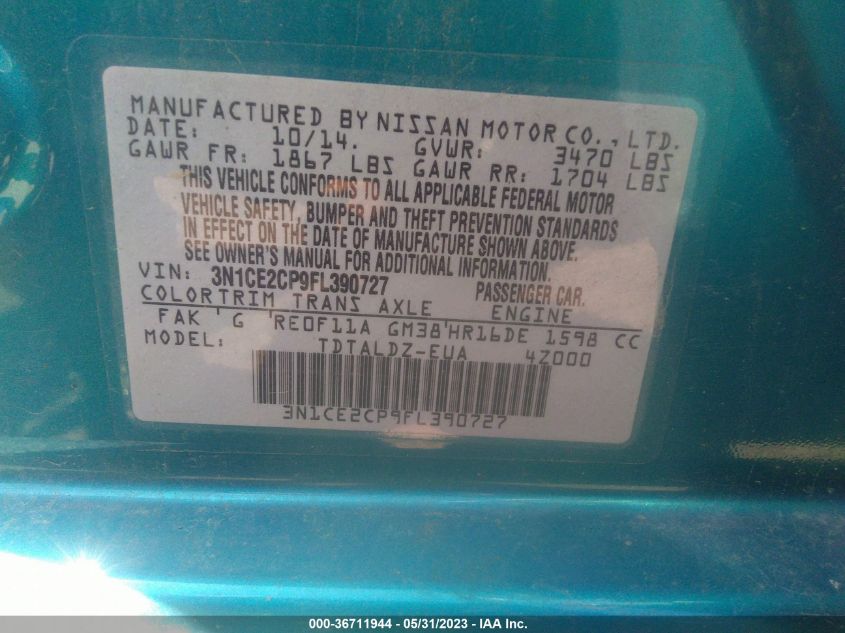 MANUFACTURED BY NISSAN MOTOR CO., LTD.
DATE: 10/14. GVWR: 3470 LBS
GAWR FR: 1867 LBS GAWR RR: 1704 LBS
THIS VEHICLE CONFORMS TO ALL APPLICABLE FEDERAL MOTOR
VEHICLE SAFETY, BUMPER AND THEFT PREVENTION STANDARDS
IN EFFECT ON THE DATE OF MANUFACTURE SHOWN ABOVE.
SEE OWNER'S MANUAL FOR ADDITIONAL INFORMATION.
VIN: 3N1CE2CP9FL390727 PASSENGER CAR.
COLORTRIM TRANS AXLE ENGINE
FAK ' G 'RE0F11A GM38'HR16DE 1598 CC
MODEL: TDTALDZ-EUA 4Z000
3N1CE2CP9FL390727
000-36711944 - 05/31/2023 - IAA Inc.